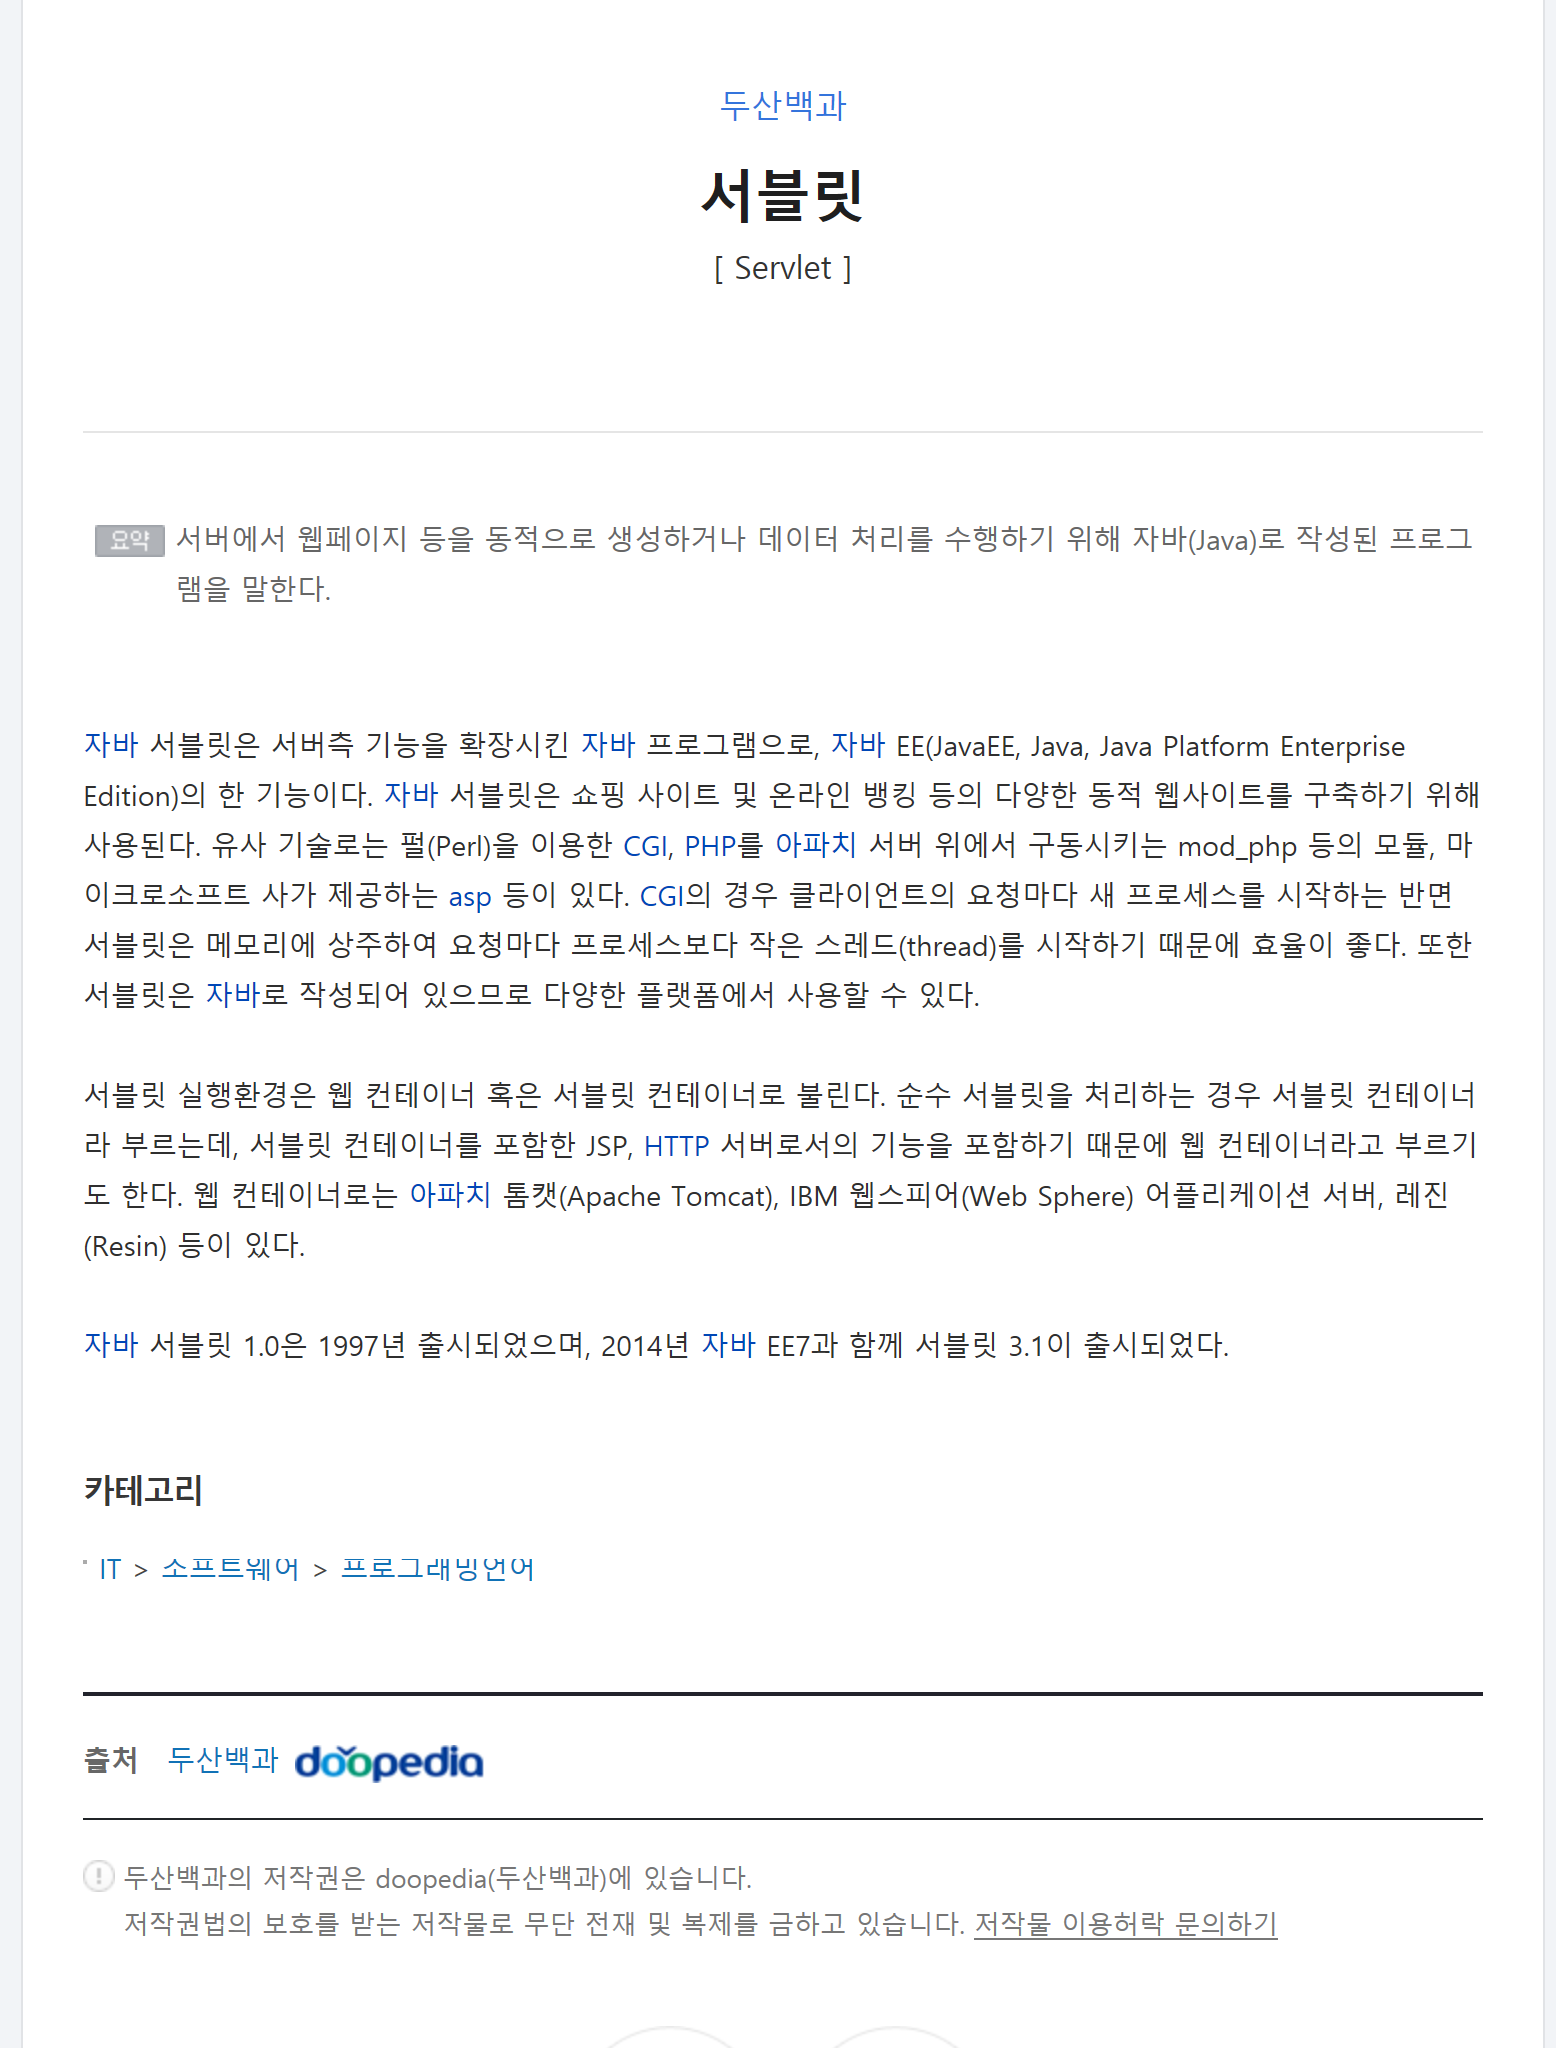 두산백과
서블릿
[ Servlet ]
요약 서버에서 웹페이지 등을 동적으로 생성하거나 데이터 처리를 수행하기 위해 자바(Java)로 작성된 프로그
램을 말한다.
자바 서블릿은 서버측 기능을 확장시킨 자바 프로그램으로, 자바 EE(JavaEE, Java, Java Platform Enterprise
Edition)의 한 기능이다. 자바 서블릿은 쇼핑 사이트 및 온라인 뱅킹 등의 다양한 동적 웹사이트를 구축하기 위해
사용된다. 유사 기술로는 펄(Perl)을 이용한 CGI, PHP를 아파치 서버 위에서 구동시키는 mod_php 등의 모듈, 마
이크로소프트 사가 제공하는 asp 등이 있다. CGI의 경우 클라이언트의 요청마다 새 프로세스를 시작하는 반면
서블릿은 메모리에 상주하여 요청마다 프로세스보다 작은 스레드(thread)를 시작하기 때문에 효율이 좋다. 또한
서블릿은 자바로 작성되어 있으므로 다양한 플랫폼에서 사용할 수 있다.
서블릿 실행환경은 웹 컨테이너 혹은 서블릿 컨테이너로 불린다. 순수 서블릿을 처리하는 경우 서블릿 컨테이너
라 부르는데, 서블릿 컨테이너를 포함한 JSP, HTTP 서버로서의 기능을 포함하기 때문에 웹 컨테이너라고 부르기
도 한다. 웹 컨테이너로는 아파치 톰캣(Apache Tomcat), IBM 웹스피어(Web Sphere) 어플리케이션 서버, 레진
(Resin) 등이 있다.
자바 서블릿 1.0은 1997년 출시되었으며, 2014년 자바 EE7과 함께 서블릿 3.1이 출시되었다.
카테고리
IT > 소프트웨어 > 프로그래밍언어
출처 두산백과 doopedia
두산백과의 저작권은 doopedia(두산백과)에 있습니다.
저작권법의 보호를 받는 저작물로 무단 전재 및 복제를 금하고 있습니다. 저작물 이용허락 문의하기